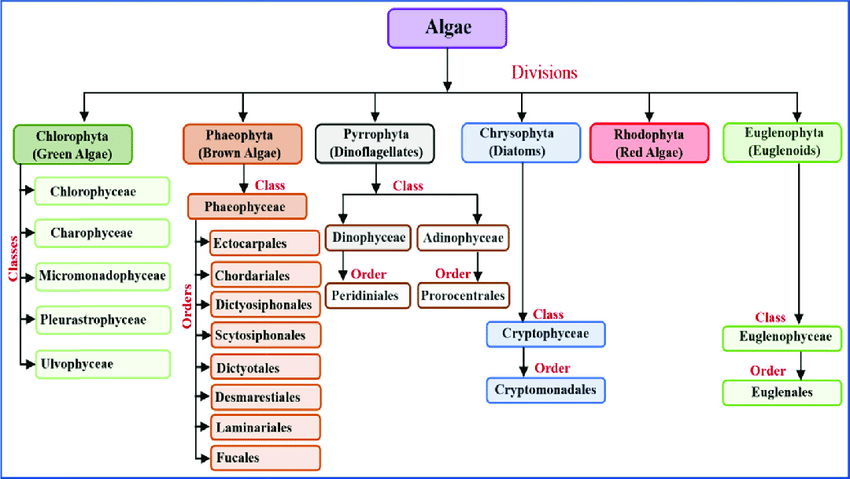 Algae
Divisions
Chlorophyta
(Green Algae)
Phaeophyta
(Brown Algae)
Pyrrophyta
(Dinoflagellates)
Chrysophyta
(Diatoms)
Rhodophyta
(Red Algae)
Euglenophyta
(Euglenoids)
Classes
Chlorophyceae
Charophyceae
Micromonadophyceae
Pleurastrophyceae
Ulvophyceae
Class
Phaeophyceae
Orders
Ectocarpales
Chordariales
Dictyosiphonales
Scytosiphonales
Dictyotales
Desmarestiales
Laminariales
Fucales
Class
Dinophyceae
Adinophyceae
Order
Order
Peridiniales
Prorocentrales
Class
Cryptophyceae
Order
Cryptomonadales
Class
Euglenophyceae
Order
Euglenales